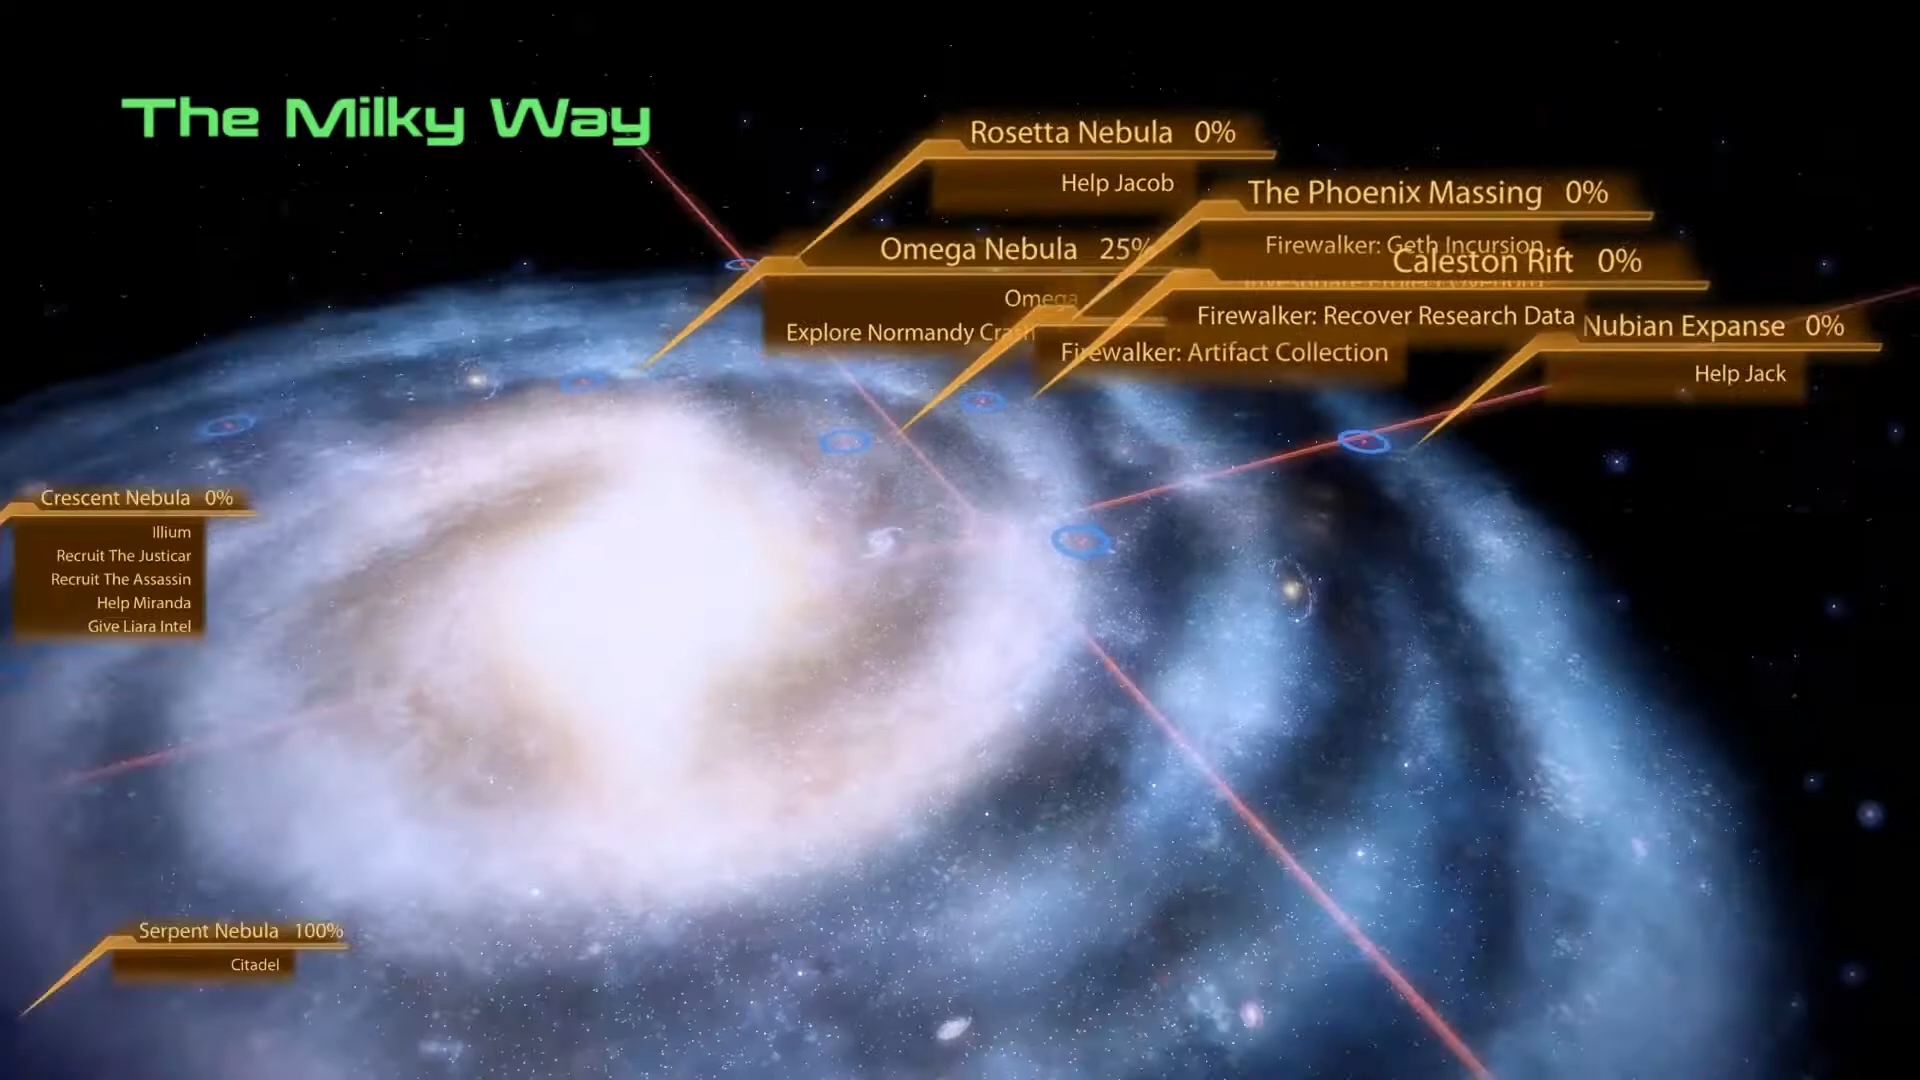 The Milky Way
Rosetta Nebula 0%
Help Jacob
The Phoenix Massing 0%
Firewalker: Geth Incursion
Omega Nebula 25%
Omega
Explore Normandy Crash
Caleston Rift 0%
Firewalker: Recover Research Data
Firewalker: Artifact Collection
Nubian Expanse 0%
Help Jack
Crescent Nebula 0%
Illium
Recruit The Justicar
Recruit The Assassin
Help Miranda
Give Liara Intel
Serpent Nebula 100%
Citadel